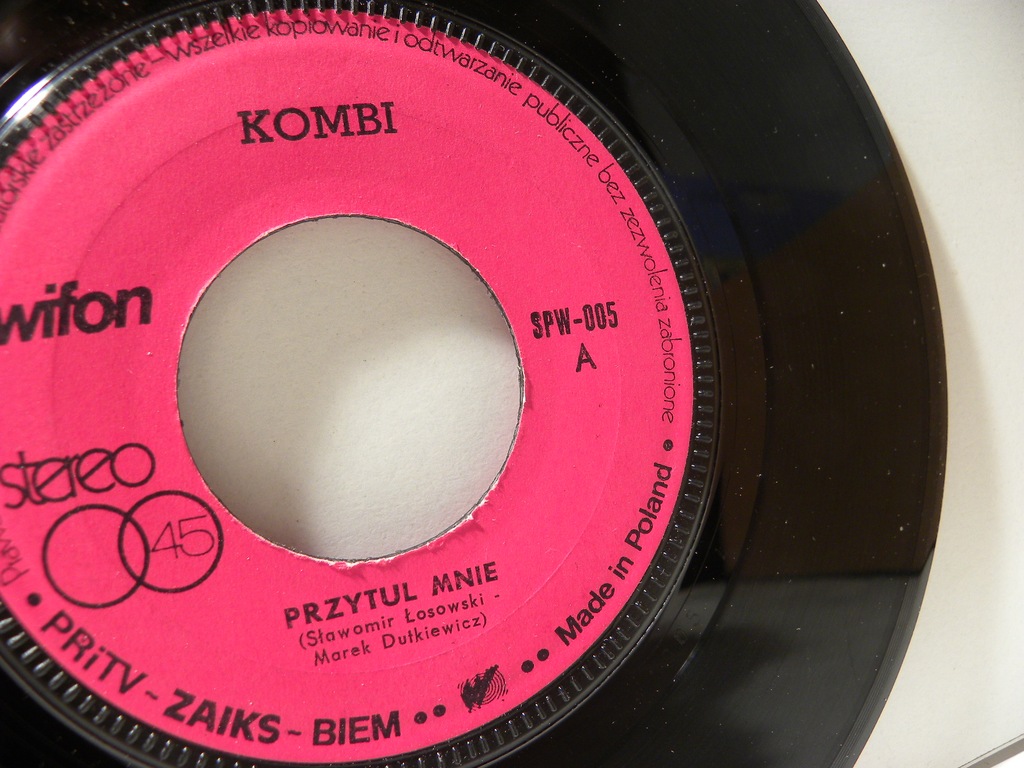 zastrzeżone – wszelkie kopiowanie i odtwarzanie publiczne bez zezwolenia zabronione
KOMBI
wifon
SPW-005
A
stereo
45
PRZYTUL MNIE
(Sławomir Łosowski -
Marek Dutkiewicz)
• PRiTV ~ ZAIKS ~ BIEM •• •• Made in Poland •